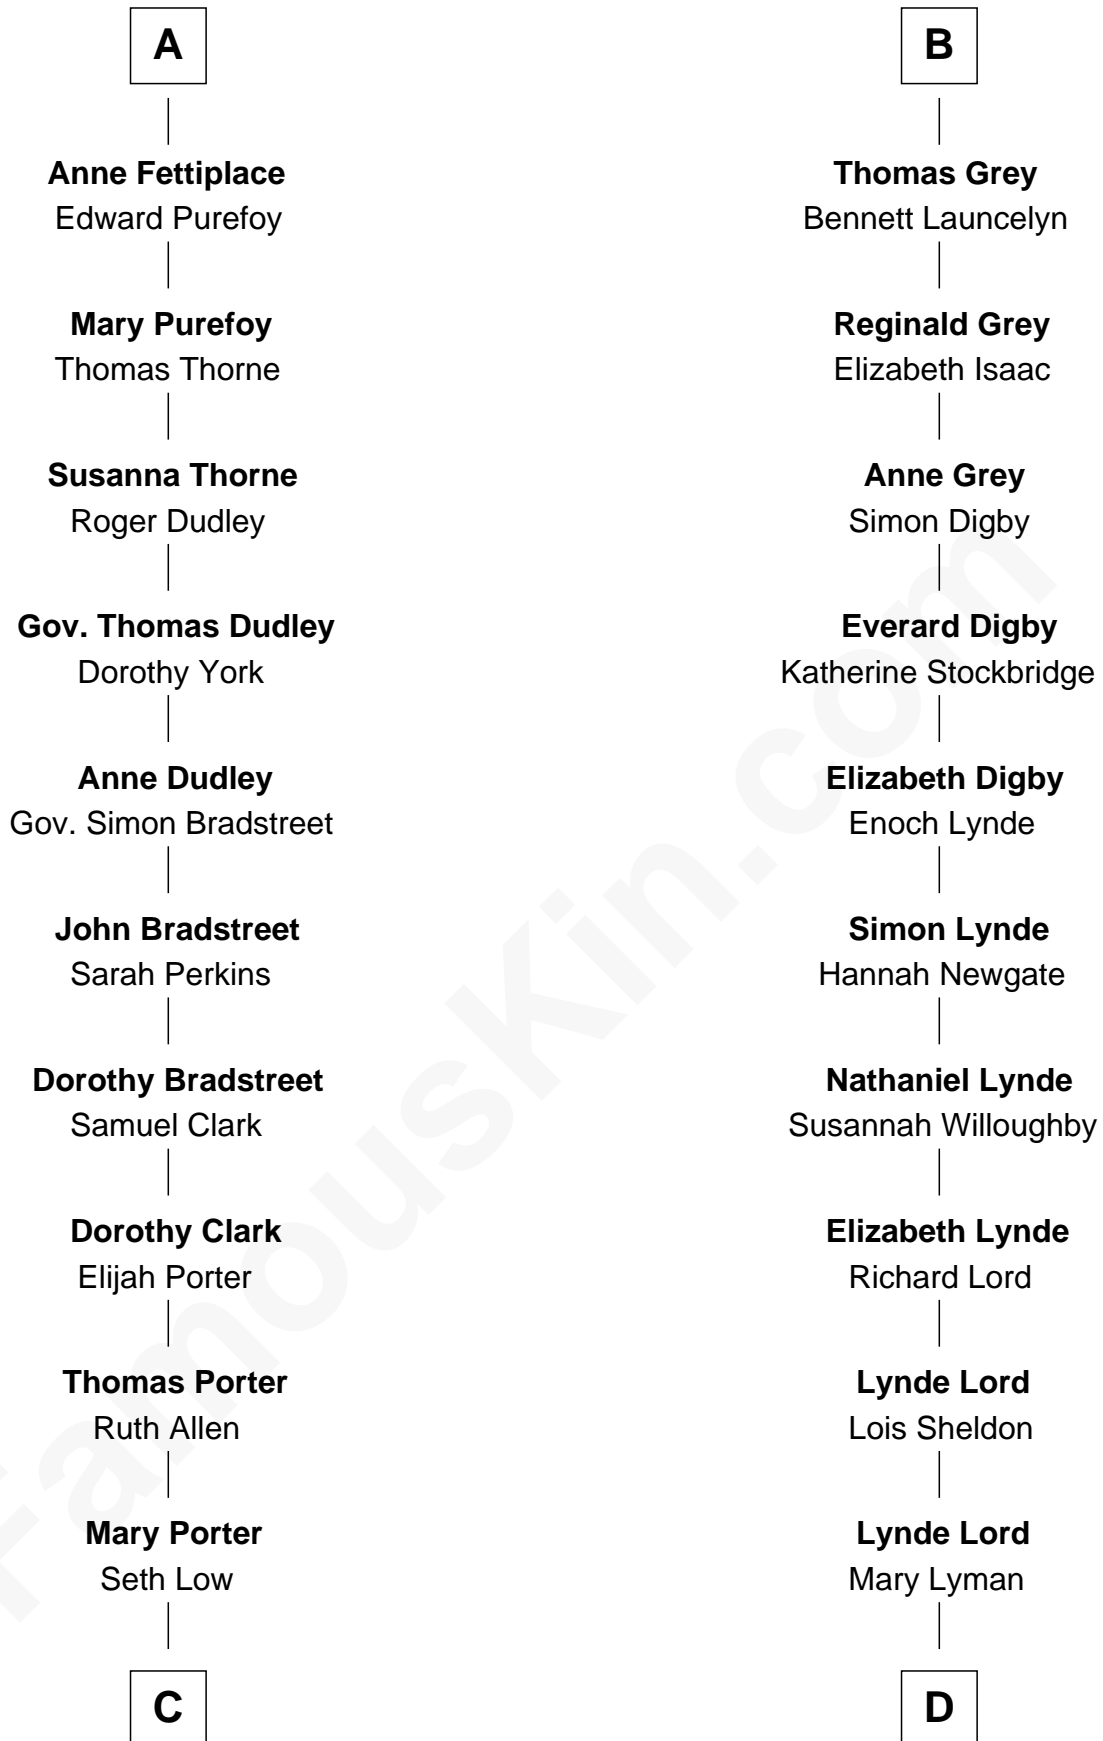 A
Anne Fettiplace
Edward Purefoy
Mary Purefoy
Thomas Thorne
Susanna Thorne
Roger Dudley
Gov. Thomas Dudley
Dorothy York
Anne Dudley
Gov. Simon Bradstreet
John Bradstreet
Sarah Perkins
Dorothy Bradstreet
Samuel Clark
Dorothy Clark
Elijah Porter
Thomas Porter
Ruth Allen
Mary Porter
Seth Low
C
B
Thomas Grey
Bennett Launcelyn
Reginald Grey
Elizabeth Isaac
Anne Grey
Simon Digby
Everard Digby
Katherine Stockbridge
Elizabeth Digby
Enoch Lynde
Simon Lynde
Hannah Newgate
Nathaniel Lynde
Susannah Willoughby
Elizabeth Lynde
Richard Lord
Lynde Lord
Lois Sheldon
Lynde Lord
Mary Lyman
D
FamousKin.com